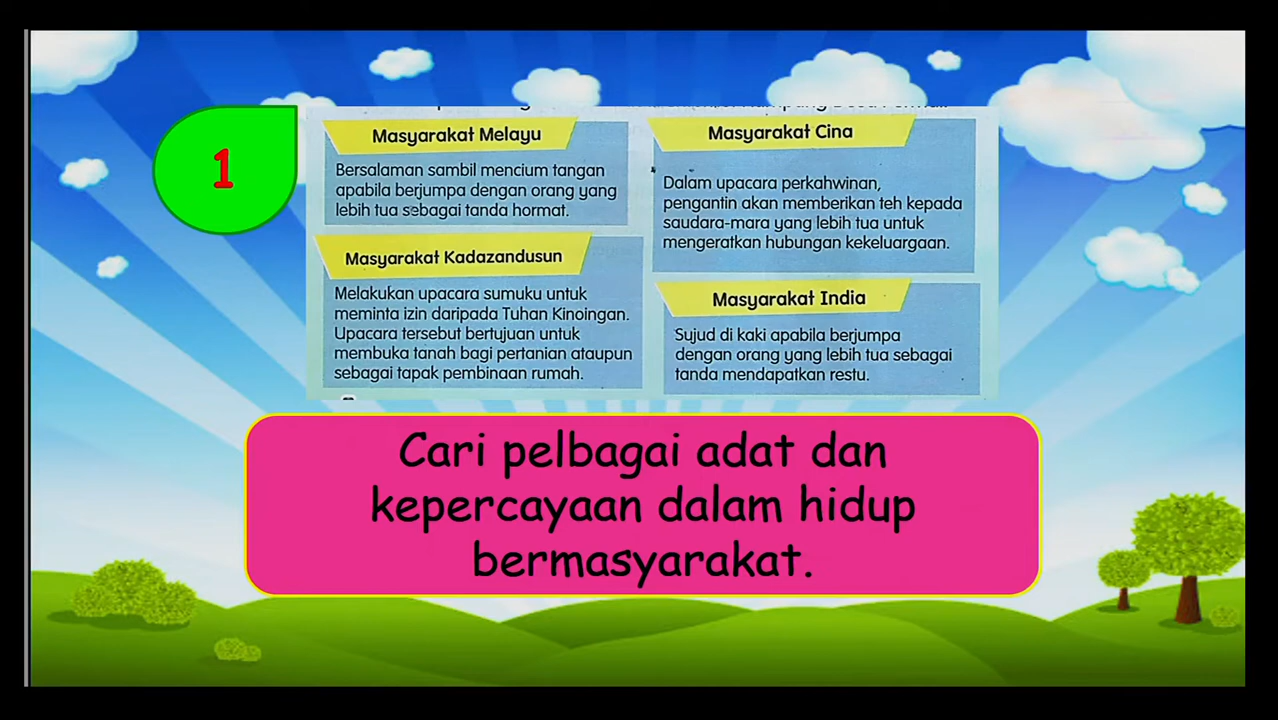 1
Masyarakat Melayu
Bersalaman sambil mencium tangan
apabila berjumpa dengan orang yang
lebih tua sebagai tanda hormat.
Masyarakat Cina
Dalam upacara perkahwinan,
pengantin akan memberikan teh kepada
saudara-mara yang lebih tua untuk
mengeratkan hubungan kekeluargaan.
Masyarakat Kadazandusun
Melakukan upacara sumuku untuk
meminta izin daripada Tuhan Kinoingan.
Upacara tersebut bertujuan untuk
membuka tanah bagi pertanian ataupun
sebagai tapak pembinaan rumah.
Masyarakat India
Sujud di kaki apabila berjumpa
dengan orang yang lebih tua sebagai
tanda mendapatkan restu.
Cari pelbagai adat dan
kepercayaan dalam hidup
bermasyarakat.